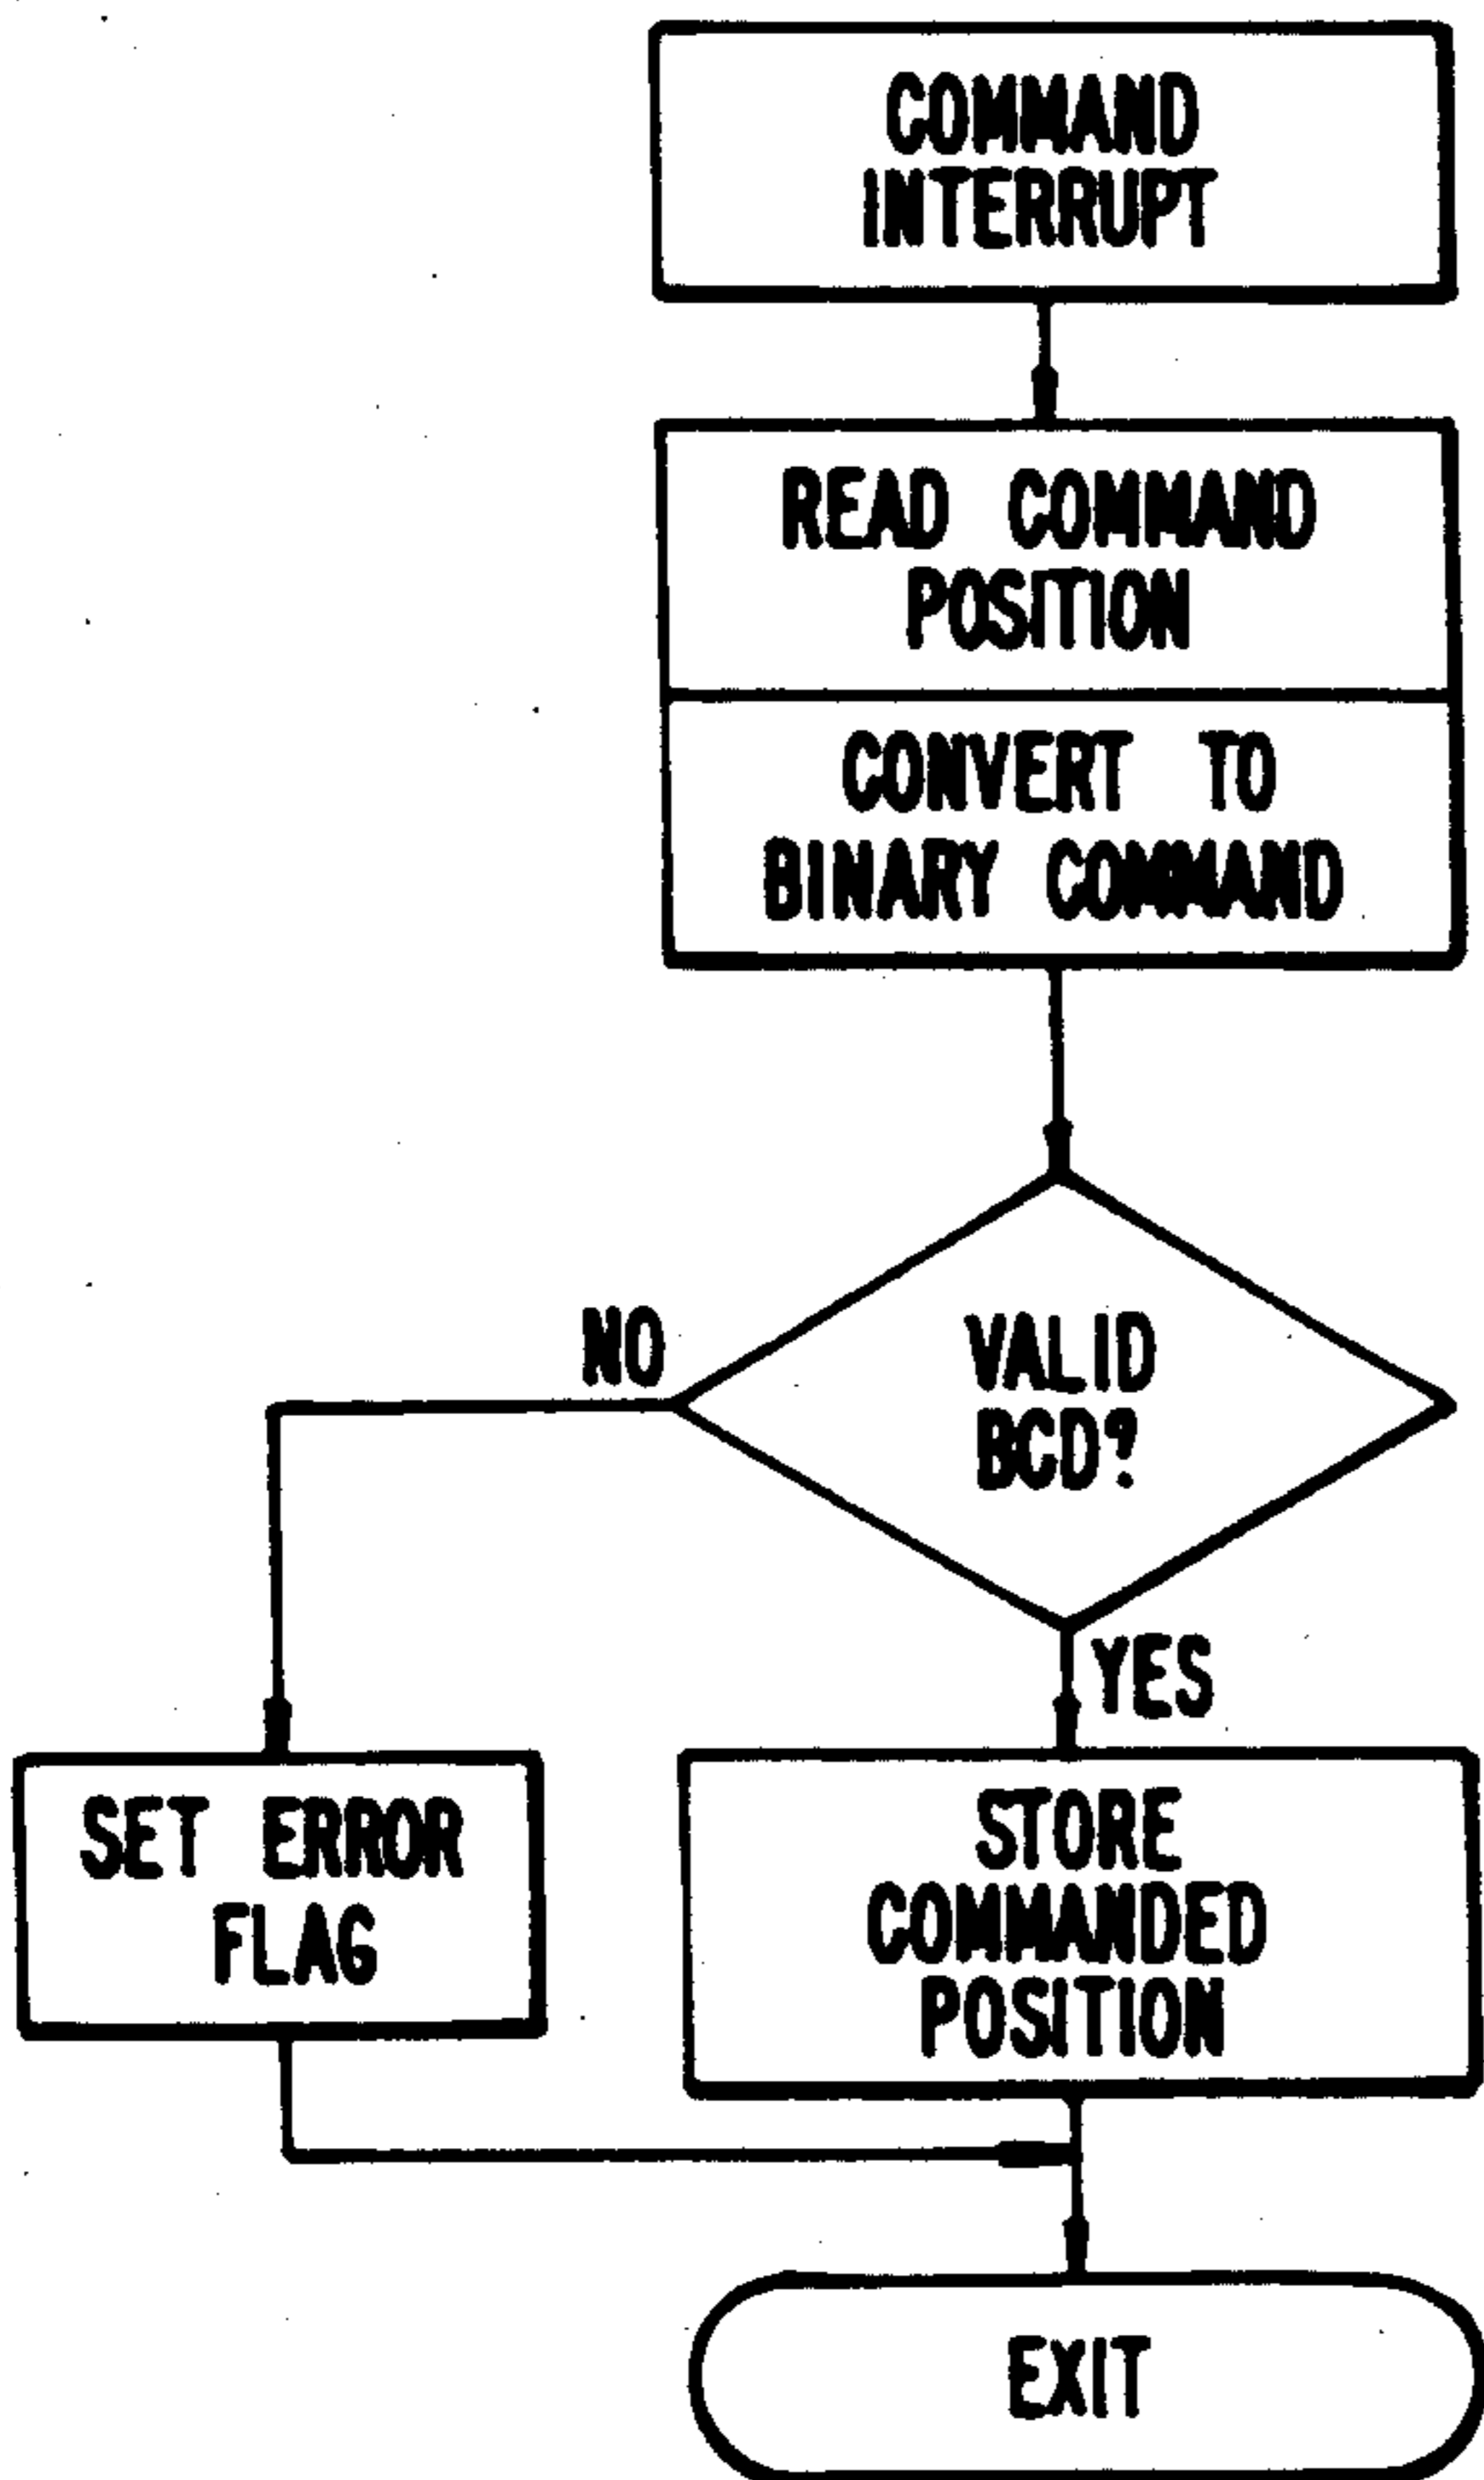 COMMAND
INTERRUPT
READ COMMAND
POSITION
CONVERT TO
BINARY COMMAND
VALID
BCD?
NO
YES
SET ERROR
FLAG
STORE
COMMANDED
POSITION
EXIT